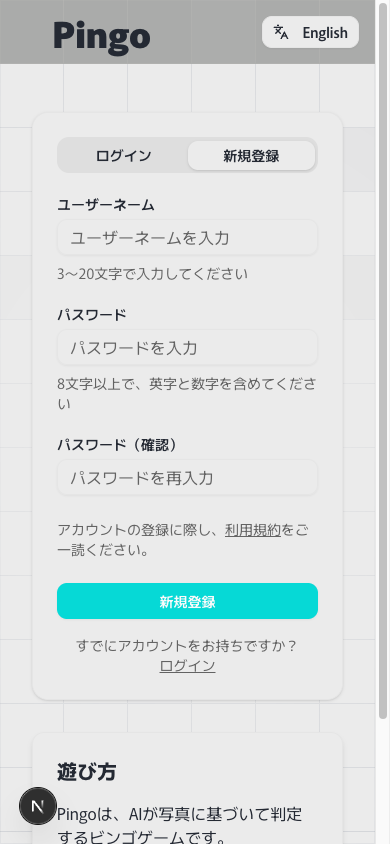 Pingo
English
ログイン
新規登録
ユーザーネーム
ユーザーネームを入力
3〜20文字で入力してください
パスワード
パスワードを入力
8文字以上で、英字と数字を含めてくださ
い
パスワード（確認）
パスワードを再入力
アカウントの登録に際し、利用規約をご
一読ください。
新規登録
すでにアカウントをお持ちですか？
ログイン
遊び方
Pingoは、AIが写真に基づいて判定
するビンゴゲームです。
N